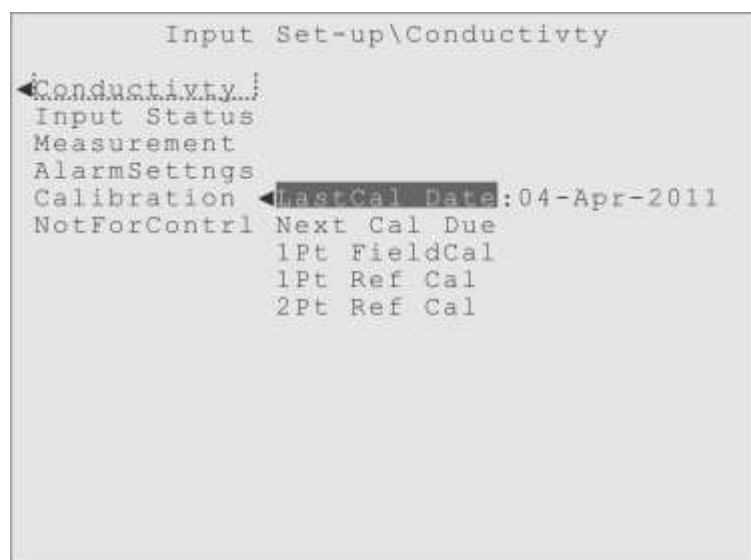 Input Set-up\Conductivty
Conductivty
Input Status
Measurement
AlarmSettngs
Calibration LastCal Date:04-Apr-2011
NotForContrl Next Cal Due
1Pt FieldCal
1Pt Ref Cal
2Pt Ref Cal